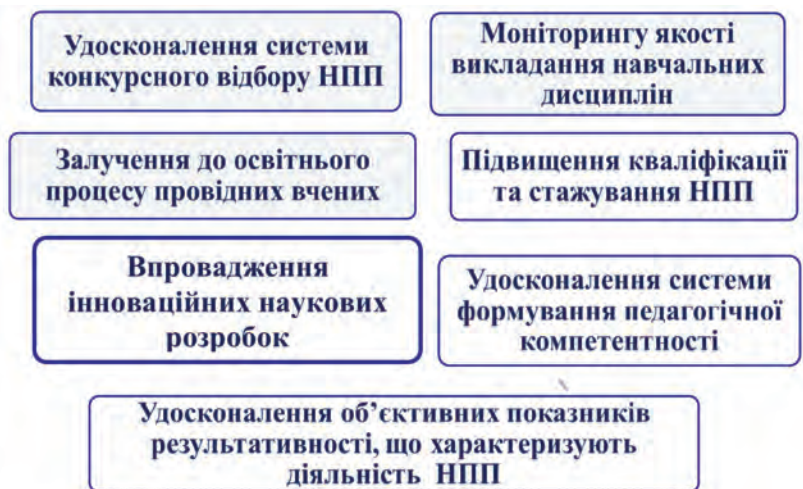 Удосконалення системи
конкурсного відбору НПП
Моніторингу якості
викладання навчальних
дисциплін
Залучення до освітнього
процесу провідних вчених
Підвищення кваліфікації
та стажування НПП
Впровадження
інноваційних наукових
розробок
Удосконалення системи
формування педагогічної
компетентності
Удосконалення об’єктивних показників
результативності, що характеризують
діяльність НПП